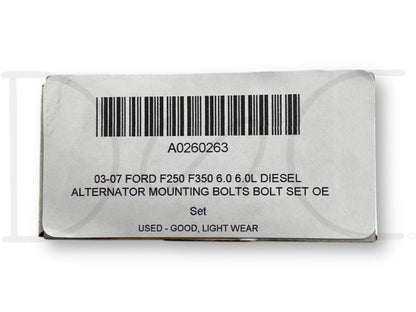 A0260263
03-07 FORD F250 F350 6.0 6.0L DIESEL
ALTERNATOR MOUNTING BOLTS BOLT SET OE
Set
USED - GOOD, LIGHT WEAR